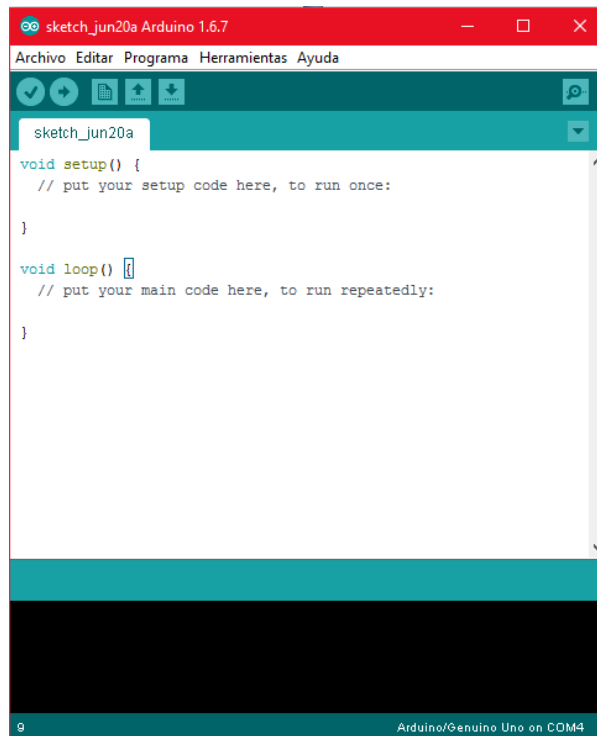 sketch_jun20a Arduino 1.6.7
Archivo Editar Programa Herramientas Ayuda
sketch_jun20a
void setup() {
  // put your setup code here, to run once:
}
void loop() {
  // put your main code here, to run repeatedly:
}
9
Arduino/Genuino Uno on COM4